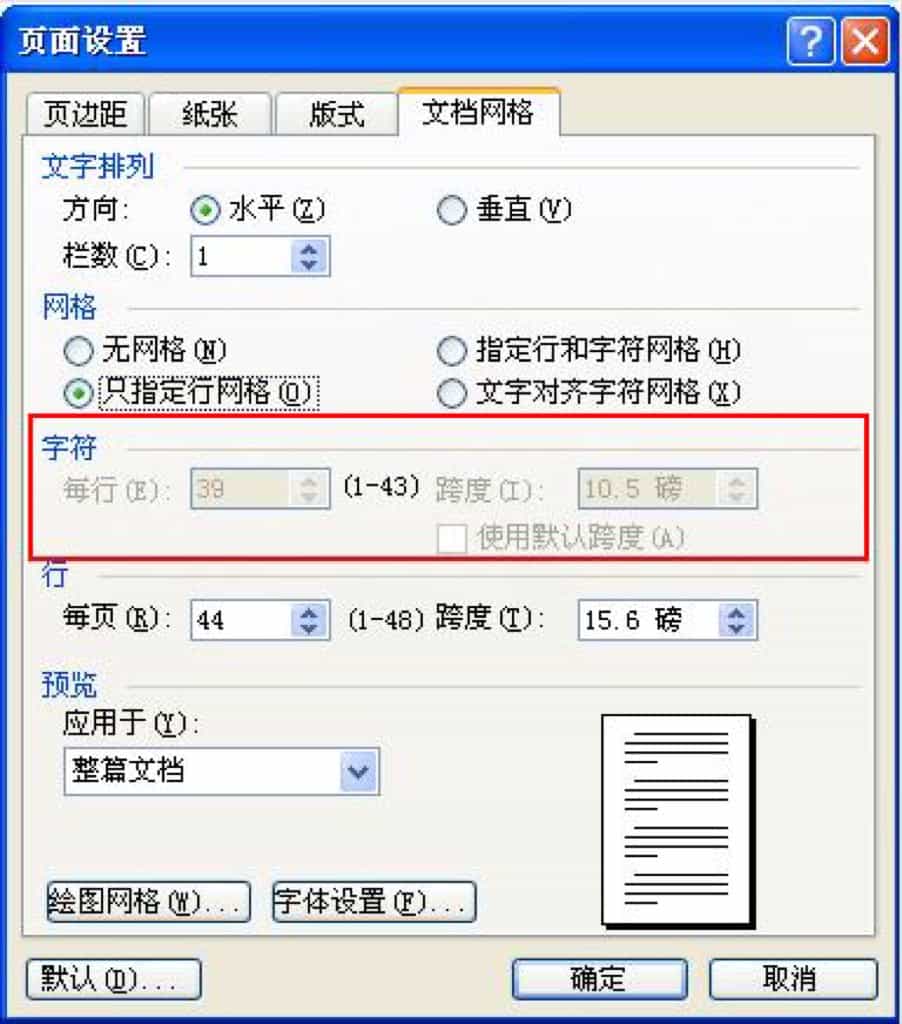 页面设置
页边距 纸张 版式 文档网格
文字排列
方向: 水平(Z) 垂直(V)
栏数(C): 1
网格
无网格(N) 指定行和字符网格(H)
只指定行网格(O) 文字对齐字符网格(X)
字符
每行(E): 39 (1-43) 跨度(I): 10.5 磅
使用默认跨度(A)
行
每页(R): 44 (1-48) 跨度(T): 15.6 磅
预览
应用于(Y):
整篇文档
绘图网格(W)... 字体设置(F)...
默认(D)... 确定 取消